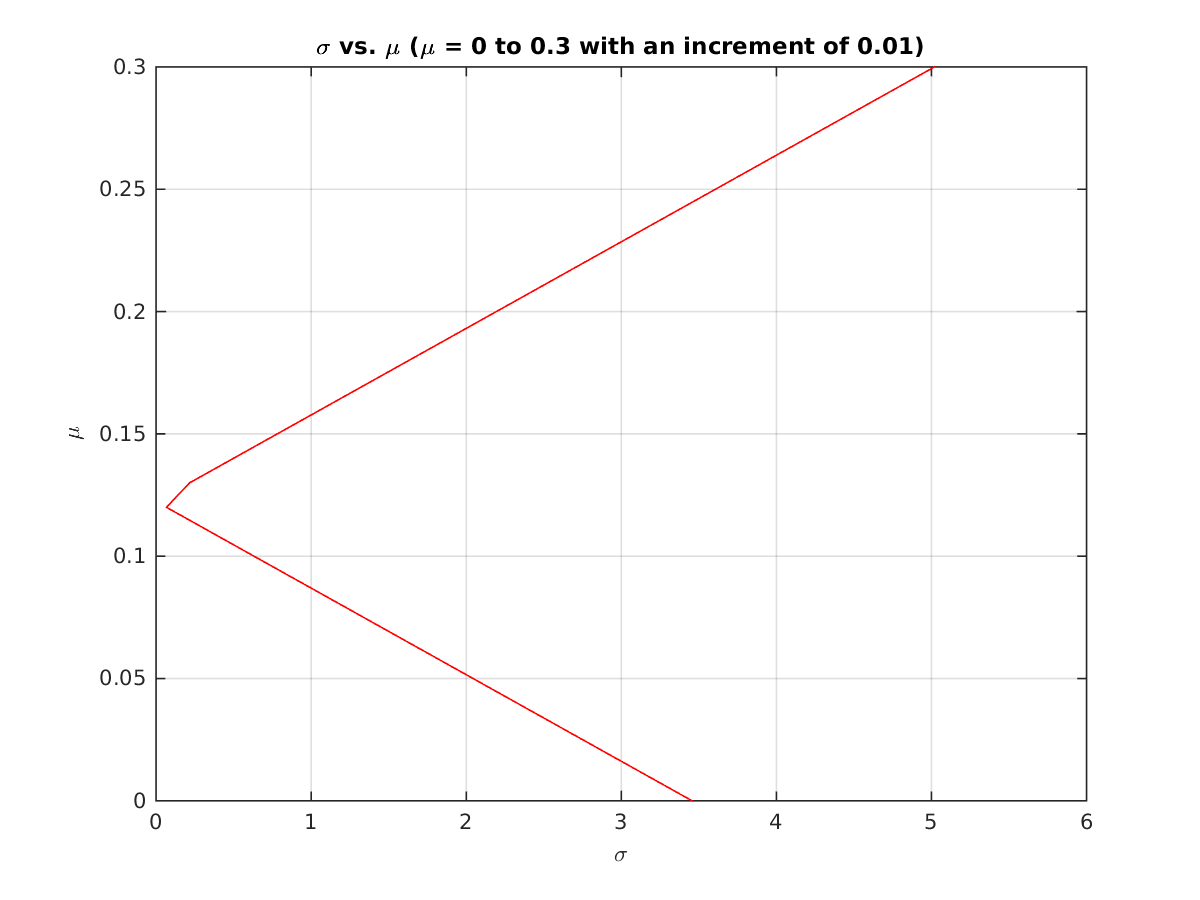 σ vs. μ (μ = 0 to 0.3 with an increment of 0.01)
0.3
0.25
0.2
0.15
0.1
0.05
0
μ
0 1 2 3 4 5 6
σ